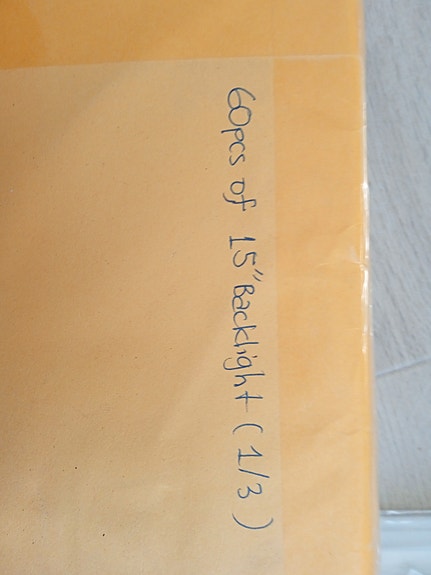 60pcs of 15" Backlight (1/3)